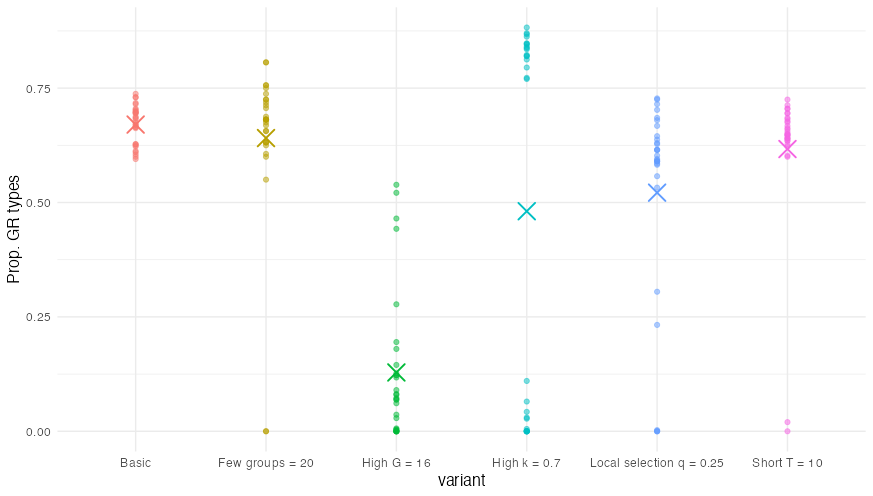 Prop. GR types
0.75
0.50
0.25
0.00
Basic
Few groups = 20
High G = 16
High k = 0.7
Local selection q = 0.25
Short T = 10
variant